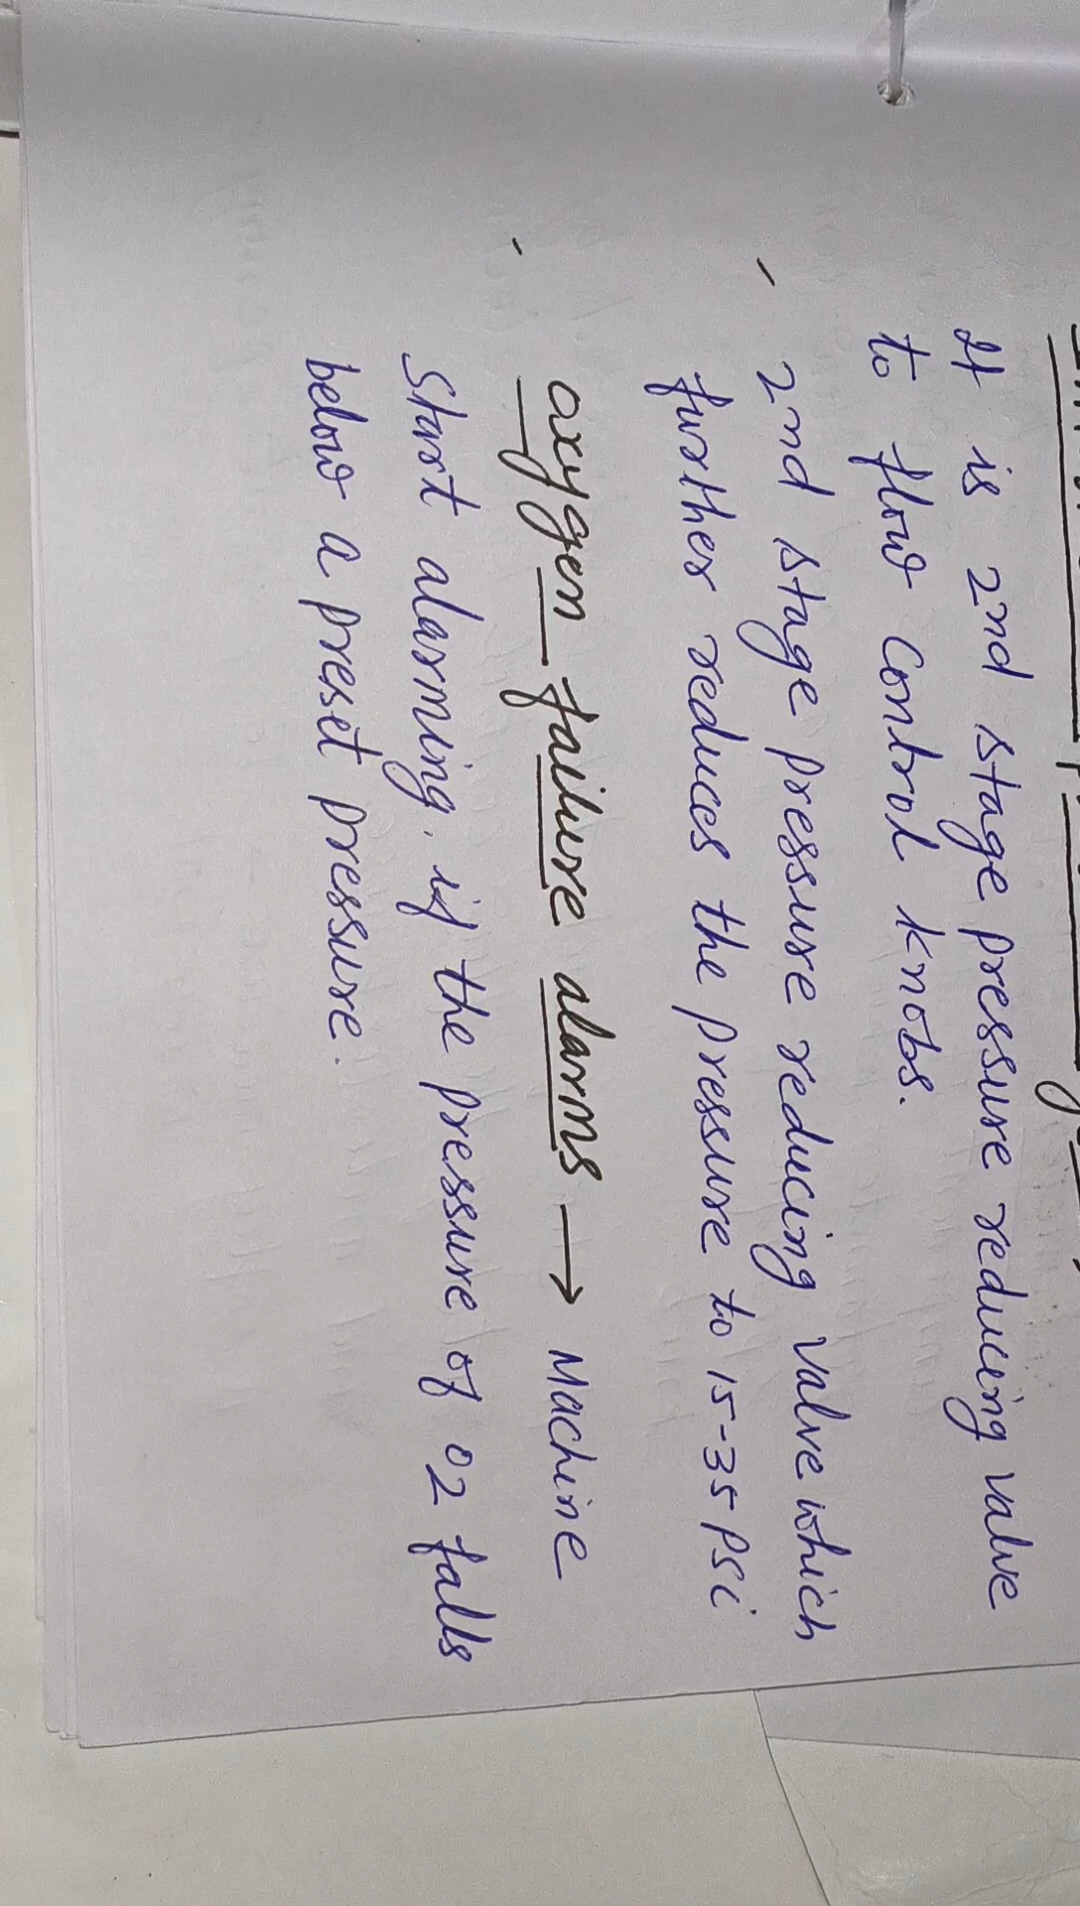 It is 2nd stage pressure reducing valve
to flow control knobs.
- 2nd stage pressure reducing valve which
further reduces the pressure to 15-35 PSi
- oxygen failure alarms → Machine
Start alarming. if the pressure of O2 falls
below a preset pressure.